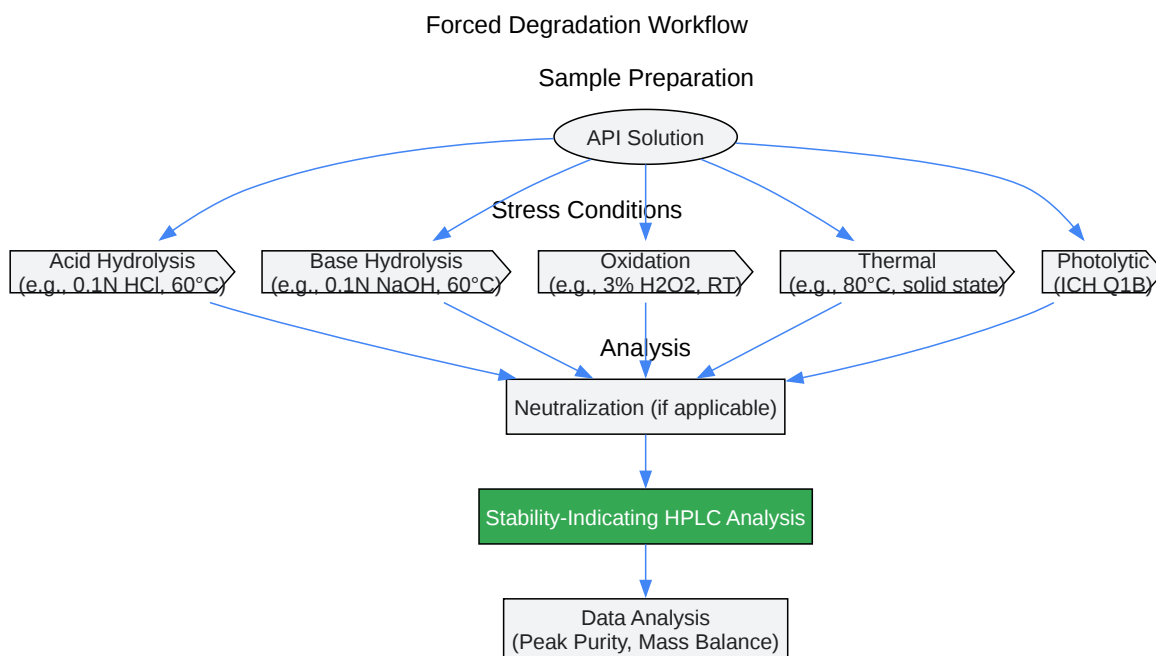 Forced Degradation Workflow
Sample Preparation
API Solution
Stress Conditions
Acid Hydrolysis
(e.g., 0.1N HCl, 60°C)
Base Hydrolysis
(e.g., 0.1N NaOH, 60°C)
Oxidation
(e.g., 3% H2O2, RT)
Thermal
(e.g., 80°C, solid state)
Photolytic
(ICH Q1B)
Analysis
Neutralization (if applicable)
Stability-Indicating HPLC Analysis
Data Analysis
(Peak Purity, Mass Balance)